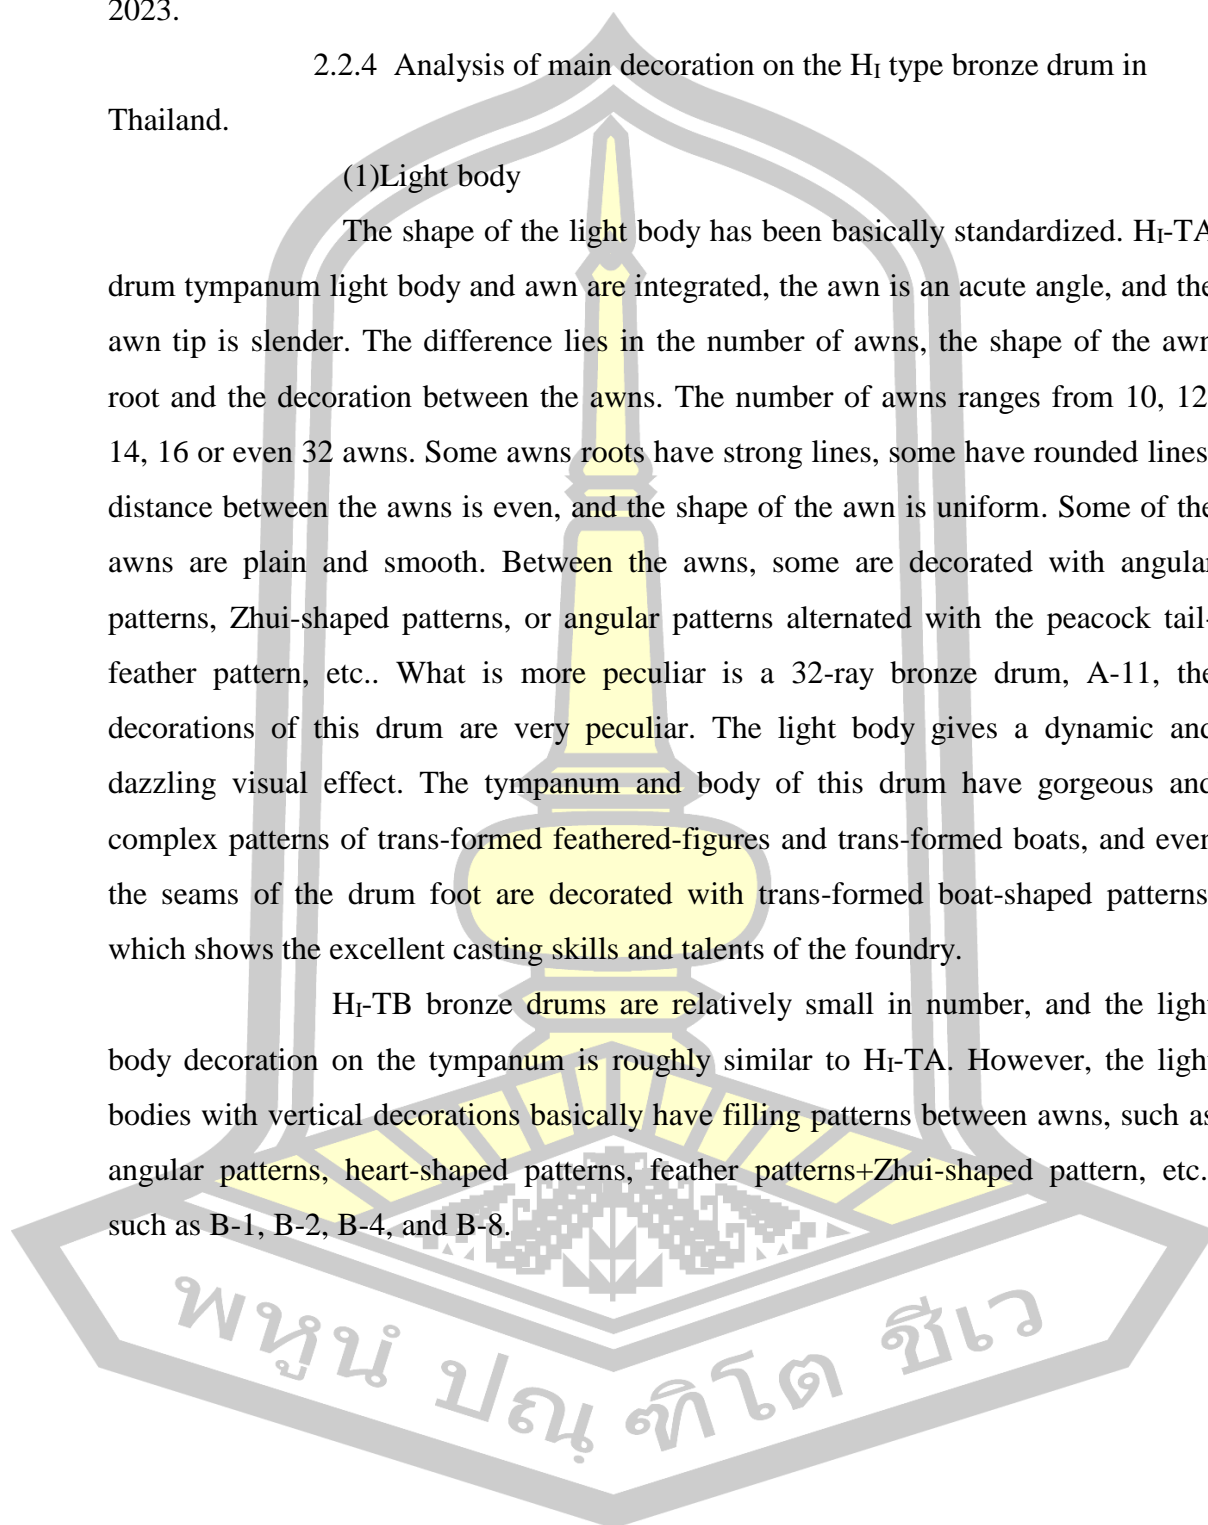 2023.
2.2.4 Analysis of main decoration on the HI type bronze drum in
Thailand.
(1)Light body
The shape of the light body has been basically standardized. HI-TA
drum tympanum light body and awn are integrated, the awn is an acute angle, and the
awn tip is slender. The difference lies in the number of awns, the shape of the awn
root and the decoration between the awns. The number of awns ranges from 10, 12
14, 16 or even 32 awns. Some awns roots have strong lines, some have rounded lines
distance between the awns is even, and the shape of the awn is uniform. Some of the
awns are plain and smooth. Between the awns, some are decorated with angular
patterns, Zhui-shaped patterns, or angular patterns alternated with the peacock tail-
feather pattern, etc.. What is more peculiar is a 32-ray bronze drum, A-11, the
decorations of this drum are very peculiar. The light body gives a dynamic and
dazzling visual effect. The tympanum and body of this drum have gorgeous and
complex patterns of trans-formed feathered-figures and trans-formed boats, and even
the seams of the drum foot are decorated with trans-formed boat-shaped patterns
which shows the excellent casting skills and talents of the foundry.
HI-TB bronze drums are relatively small in number, and the light
body decoration on the tympanum is roughly similar to HI-TA. However, the light
bodies with vertical decorations basically have filling patterns between awns, such as
angular patterns, heart-shaped patterns, feather patterns+Zhui-shaped pattern, etc.
such as B-1, B-2, B-4, and B-8.
พหูนํ ปณฺฑิโต ชีเว